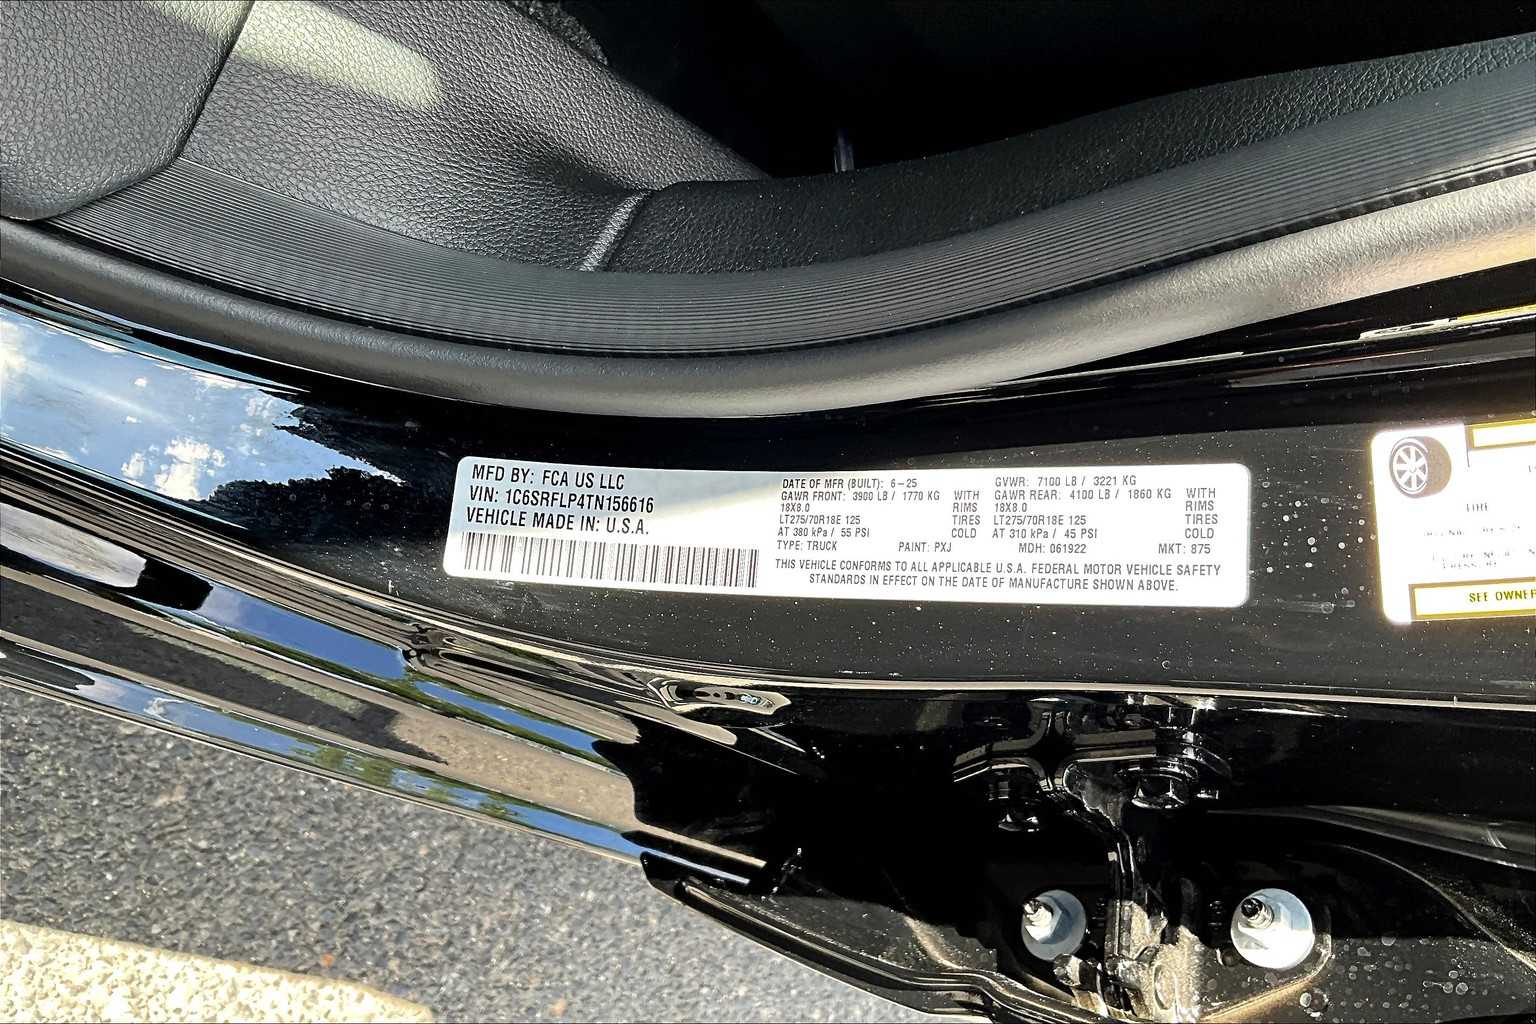 MFD BY: FCA US LLC
VIN: 1C6SRFLP4TN156616
VEHICLE MADE IN: U.S.A.
DATE OF MFR (BUILT): 6-25
GAWR FRONT: 3900 LB / 1770 KG WITH
18X8.0 RIMS
LT275/70R18E 125 TIRES
AT 380 kPa / 55 PSI COLD
GVWR: 7100 LB / 3221 KG
GAWR REAR: 4100 LB / 1860 KG WITH
18X8.0 RIMS
LT275/70R18E 125 TIRES
AT 310 kPa / 45 PSI COLD
TYPE: TRUCK PAINT: PXJ MDH: 061922 MKT: 875
THIS VEHICLE CONFORMS TO ALL APPLICABLE U.S.A. FEDERAL MOTOR VEHICLE SAFETY
STANDARDS IN EFFECT ON THE DATE OF MANUFACTURE SHOWN ABOVE.
TIRE
SEE OWNER